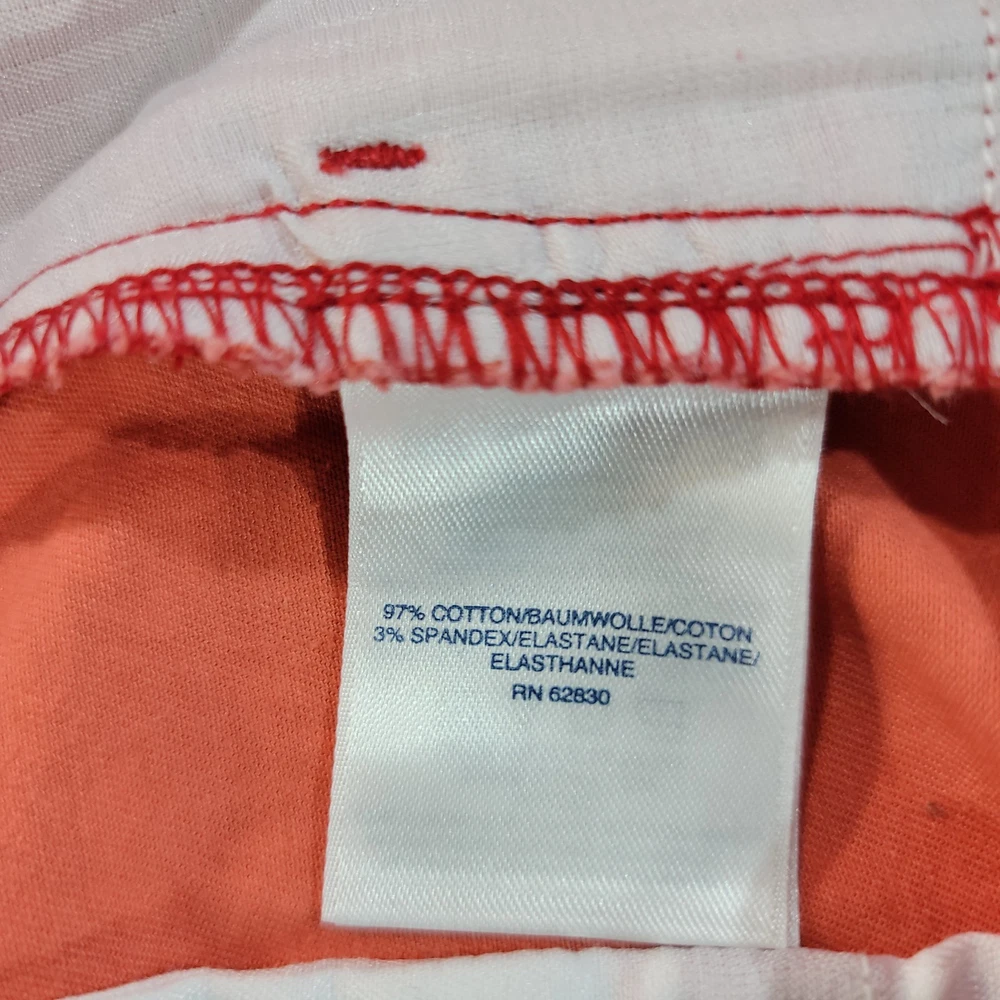 97% COTTON/BAUMWOLLE/COTON
3% SPANDEX/ELASTANE/ELASTANE/
ELASTHANNE
RN 62830